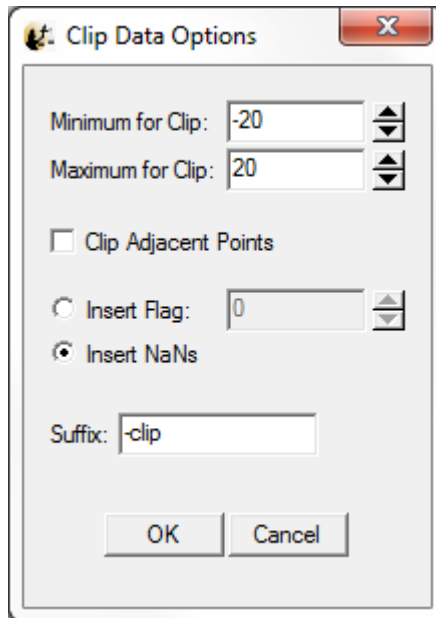 Clip Data Options
Minimum for Clip: -20
Maximum for Clip: 20
Clip Adjacent Points
Insert Flag: 0
Insert NaNs
Suffix: -clip
OK Cancel